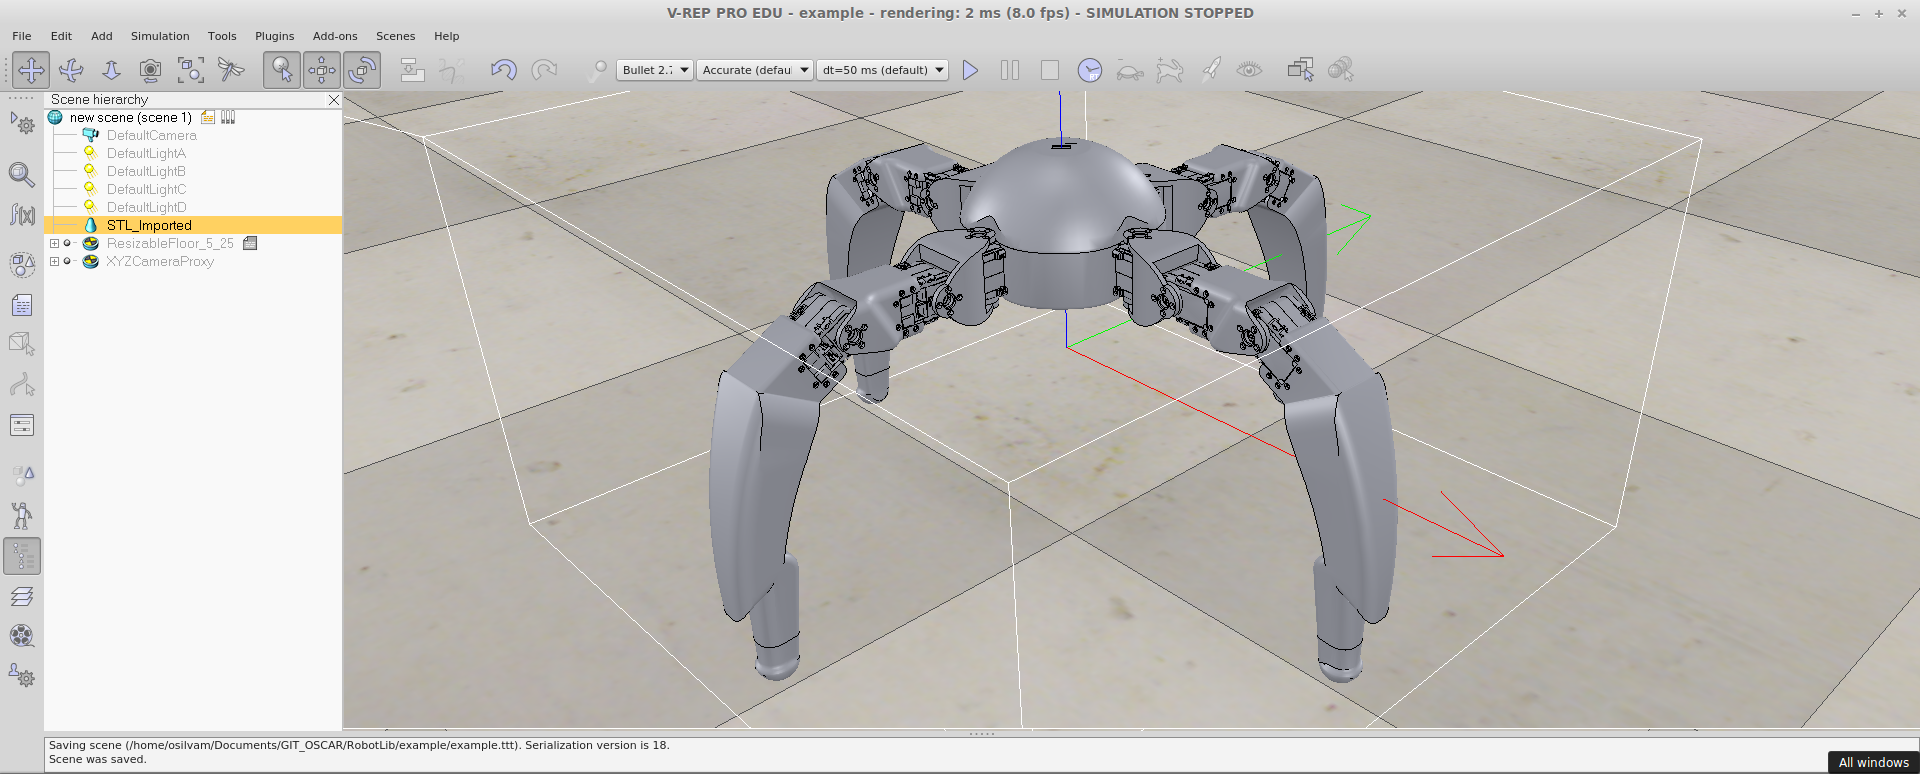 V-REP PRO EDU - example - rendering: 2 ms (8.0 fps) - SIMULATION STOPPED
File Edit Add Simulation Tools Plugins Add-ons Scenes Help
Bullet 2.7 Accurate (defau dt=50 ms (default) RT
Scene hierarchy
new scene (scene 1)
DefaultCamera
DefaultLightA
DefaultLightB
DefaultLightC
DefaultLightD
STL_Imported
ResizableFloor_5_25
XYZCameraProxy
f(x)
Saving scene (/home/osilvam/Documents/GIT_OSCAR/RobotLib/example/example.ttt). Serialization version is 18.
Scene was saved.
All windows